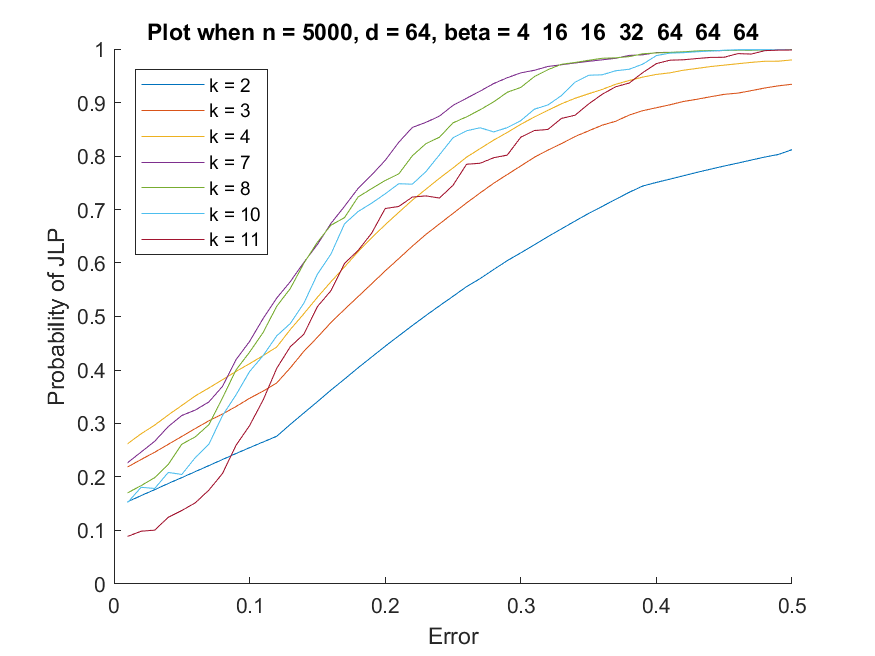 Plot when n = 5000, d = 64, beta = 4  16  16  32  64  64  64
1
0.9
0.8
0.7
0.6
0.5
0.4
0.3
0.2
0.1
0
k = 2
k = 3
k = 4
k = 7
k = 8
k = 10
k = 11
Probability of JLP
0 0.1 0.2 0.3 0.4 0.5
Error